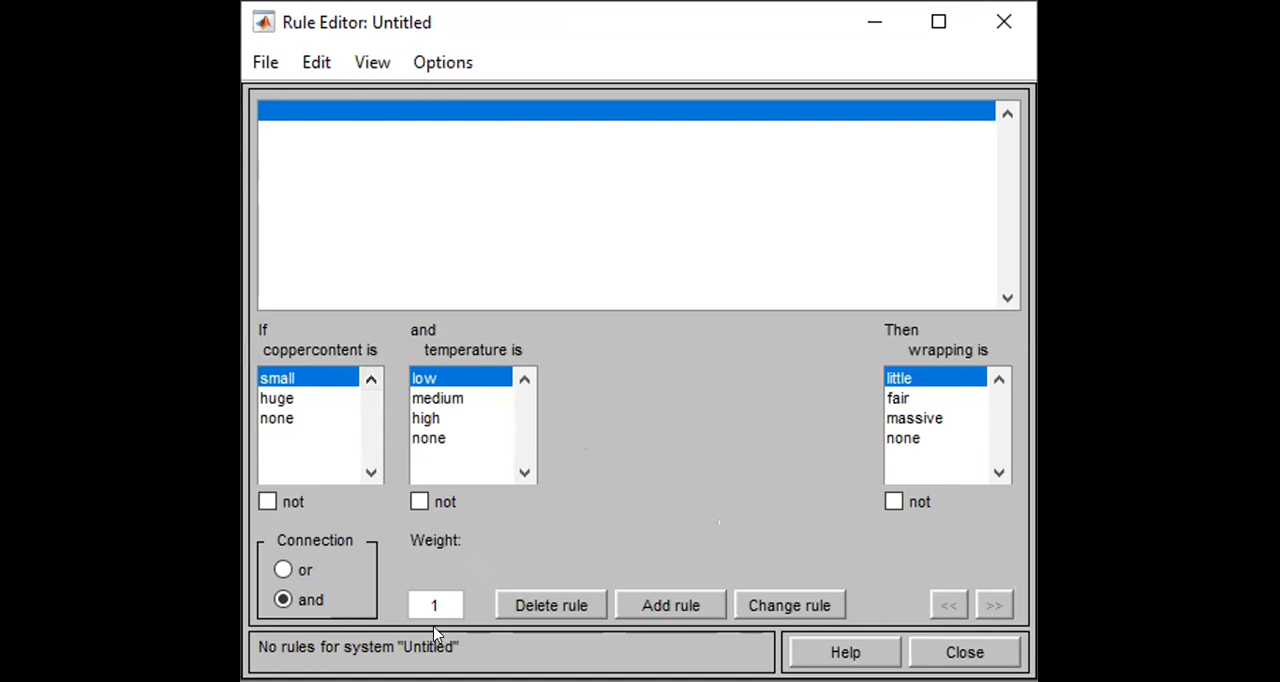 Rule Editor: Untitled
File Edit View Options
If and Then
coppercontent is temperature is wrapping is
small low little
huge medium fair
none high massive
none none
not not not
Connection Weight:
or
and 1 Delete rule Add rule Change rule << >>
No rules for system "Untitled" Help Close